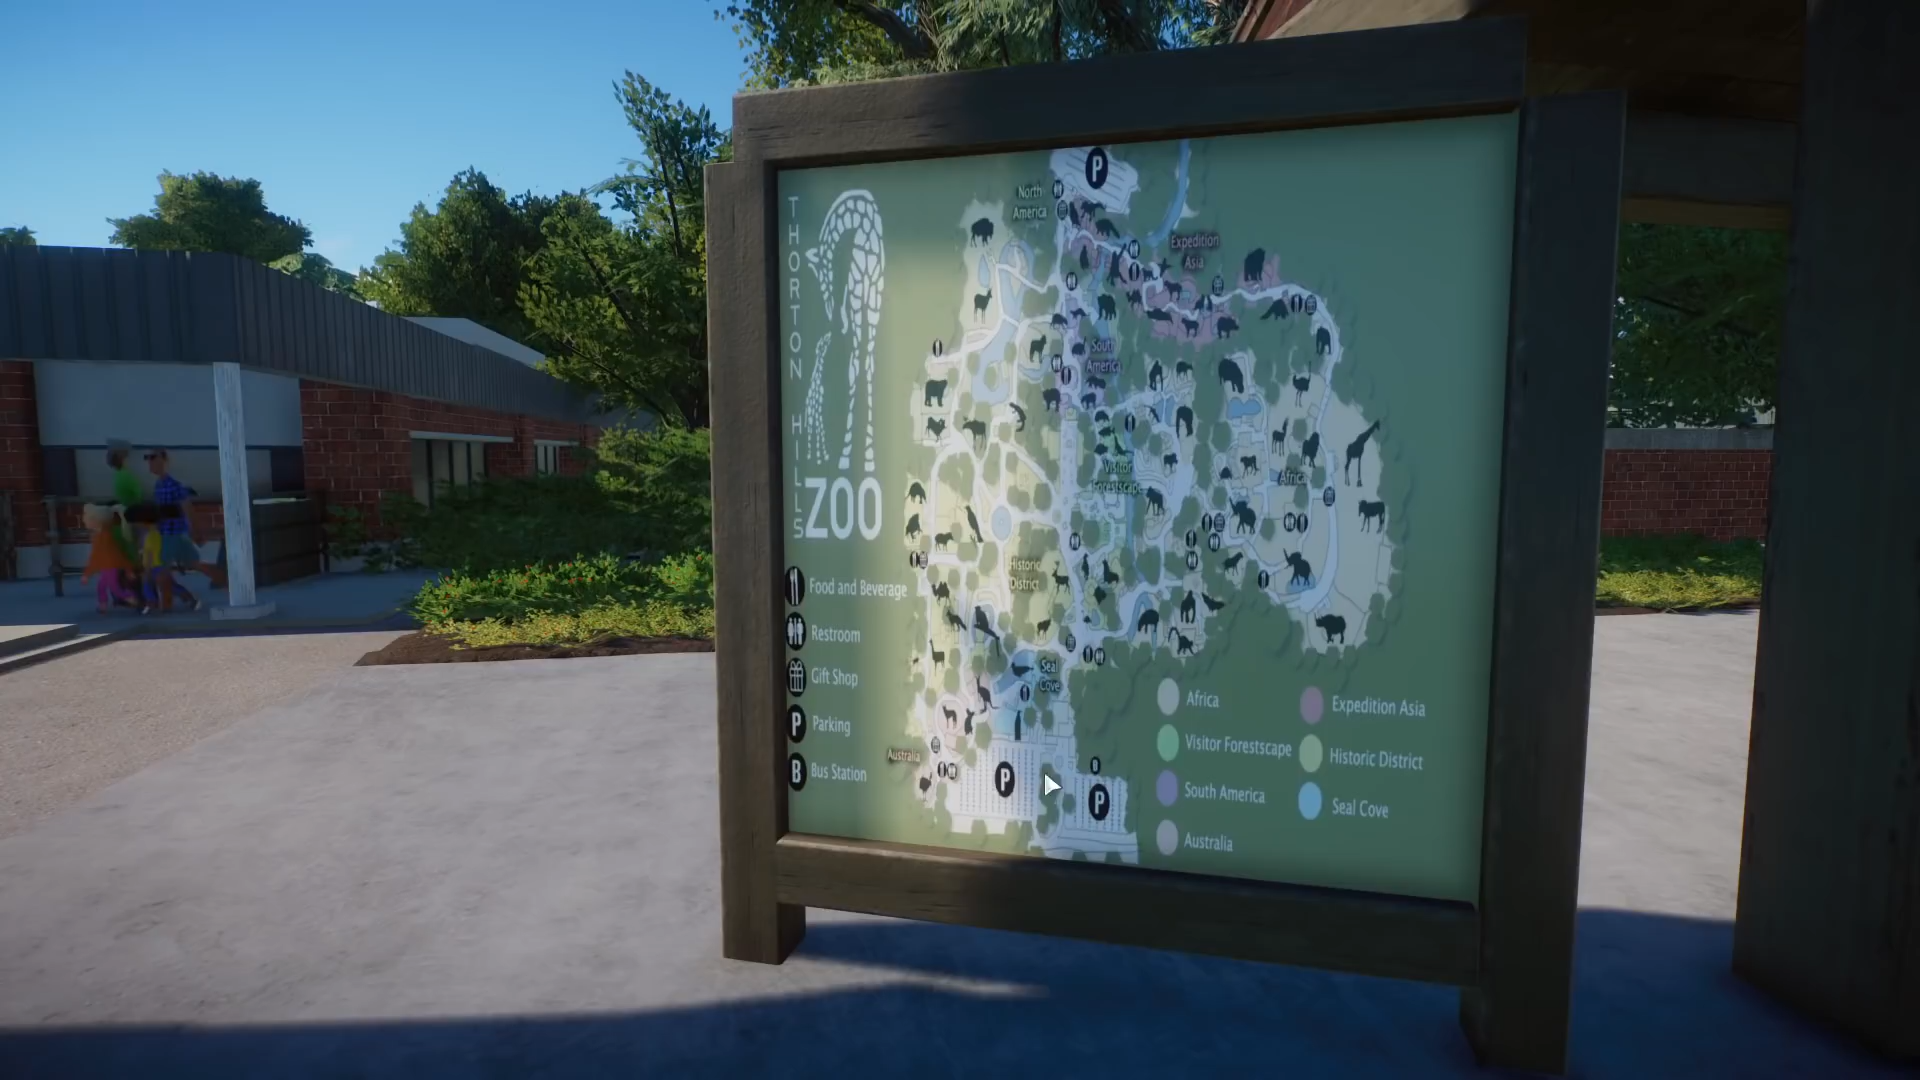 THORTON HILLS
ZOO
Food and Beverage
Restroom
Gift Shop
P Parking
B Bus Station
P
North
America
Expedition
Asia
South
America
Visitor
Forestscape
Africa
Historic
District
Seal
Cove
Australia
P
B
P
Africa
Visitor Forestscape
South America
Australia
Expedition Asia
Historic District
Seal Cove